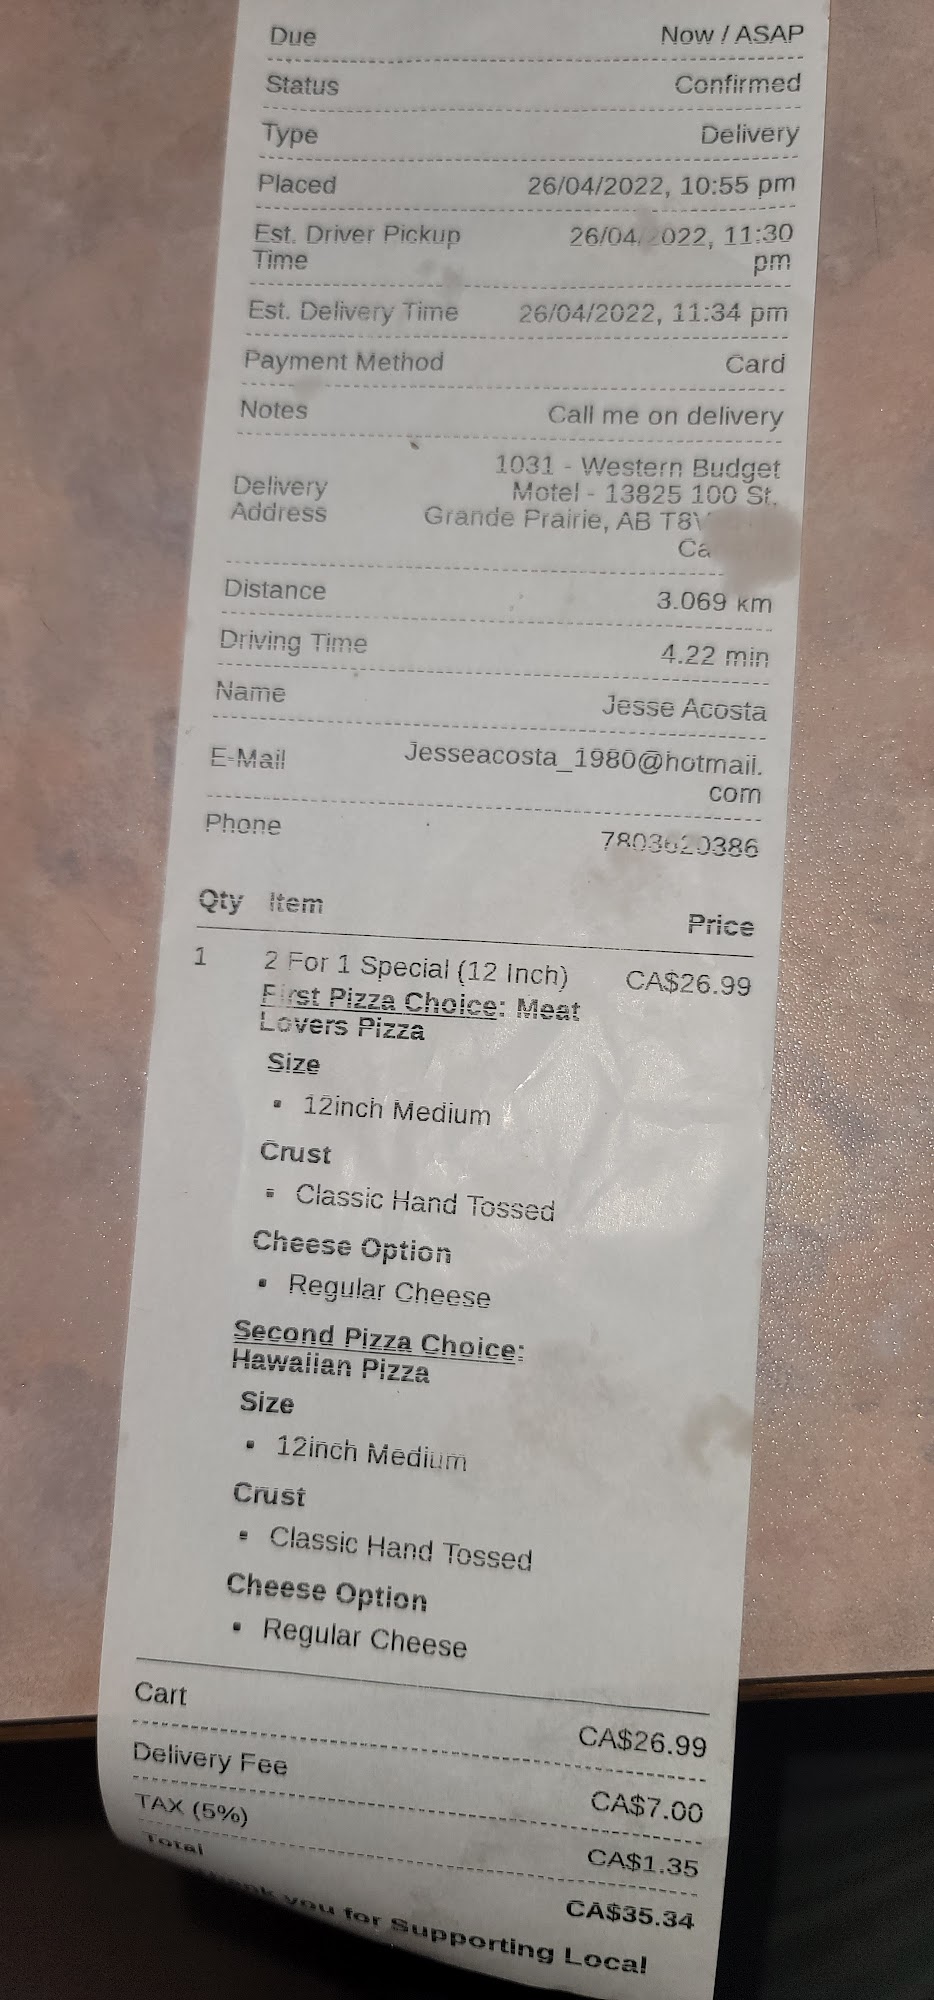 Due Now / ASAP
Status Confirmed
Type Delivery
Placed 26/04/2022, 10:55 pm
Est. Driver Pickup 26/04/ 022, 11:30
Time pm
Est. Delivery Time 26/04/2022, 11:34 pm
Payment Method Card
Notes Call me on delivery
1031 - Western Budget
Delivery Motel - 13825 100 St.
Address Grande Prairie, AB
Distance 3.069 km
Driving Time 4.22 min
Name Jesse Acosta
E-Mail Jesseacosta_1980@hotmail.
com
Phone
Qty Item Price
1 2 For 1 Special (12 Inch) CA$26.99
First Pizza Choice: Meat
Lovers Pizza
Size
• 12inch Medium
Crust
• Classic Hand Tossed
Cheese Option
• Regular Cheese
Second Pizza Choice:
Hawaiian Pizza
Size
• 12inch Medium
Crust
• Classic Hand Tossed
Cheese Option
• Regular Cheese
Cart CA$26.99
Delivery Fee CA$7.00
TAX (5%) CA$1.35
Total CA$35.34
you for Supporting Local